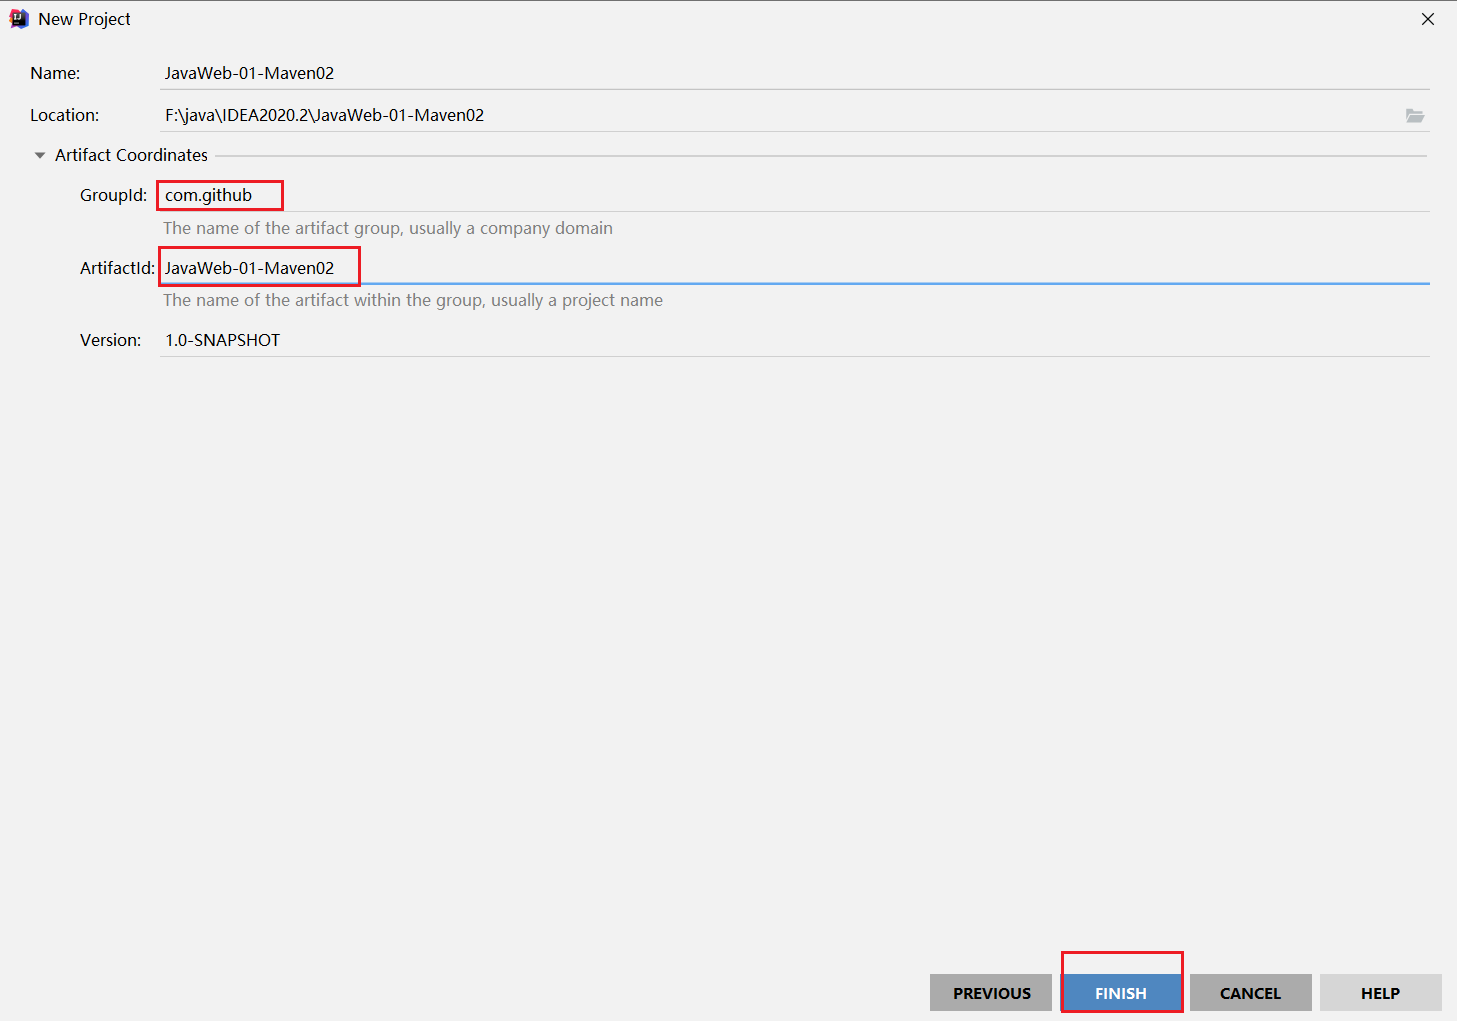 New Project
Name: JavaWeb-01-Maven02
Location: F:\java\IDEA2020.2\JavaWeb-01-Maven02
Artifact Coordinates
GroupId: com.github
The name of the artifact group, usually a company domain
ArtifactId: JavaWeb-01-Maven02
The name of the artifact within the group, usually a project name
Version: 1.0-SNAPSHOT
PREVIOUS FINISH CANCEL HELP